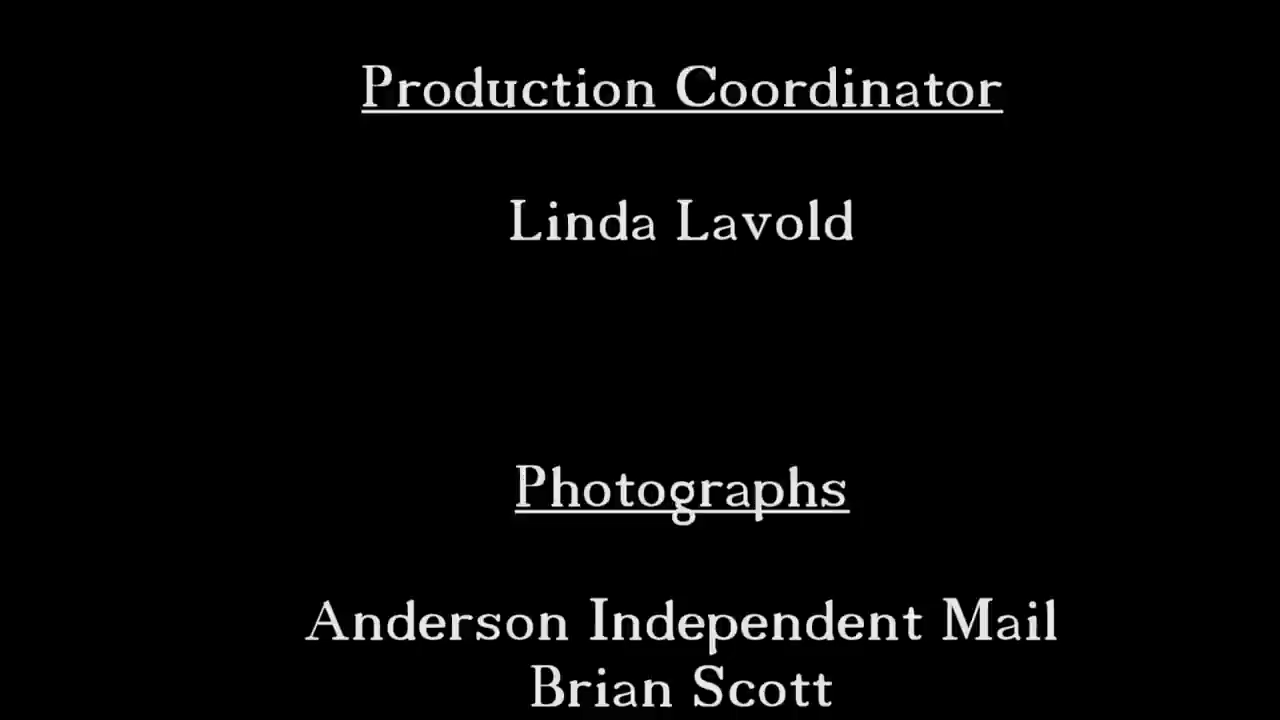 Production Coordinator
Linda Lavold
Photographs
Anderson Independent Mail
Brian Scott